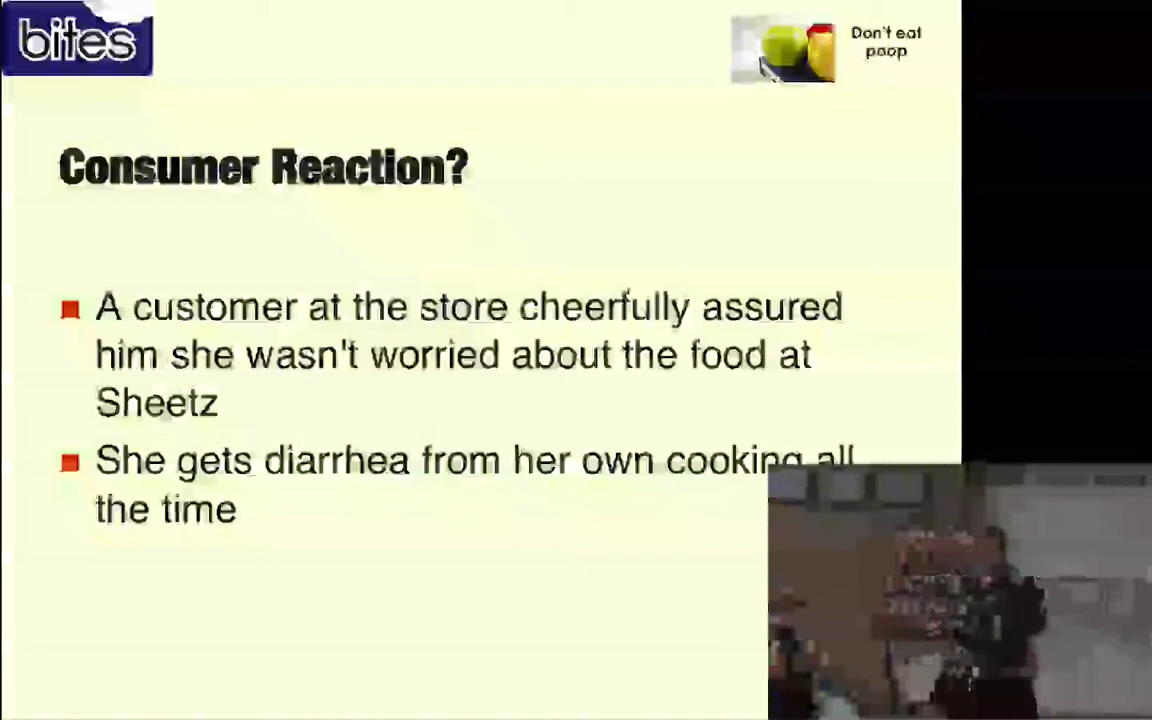 bites
Don't eat
poop
Consumer Reaction?
A customer at the store cheerfully assured
him she wasn't worried about the food at
Sheetz
She gets diarrhea from her own cooking all
the time